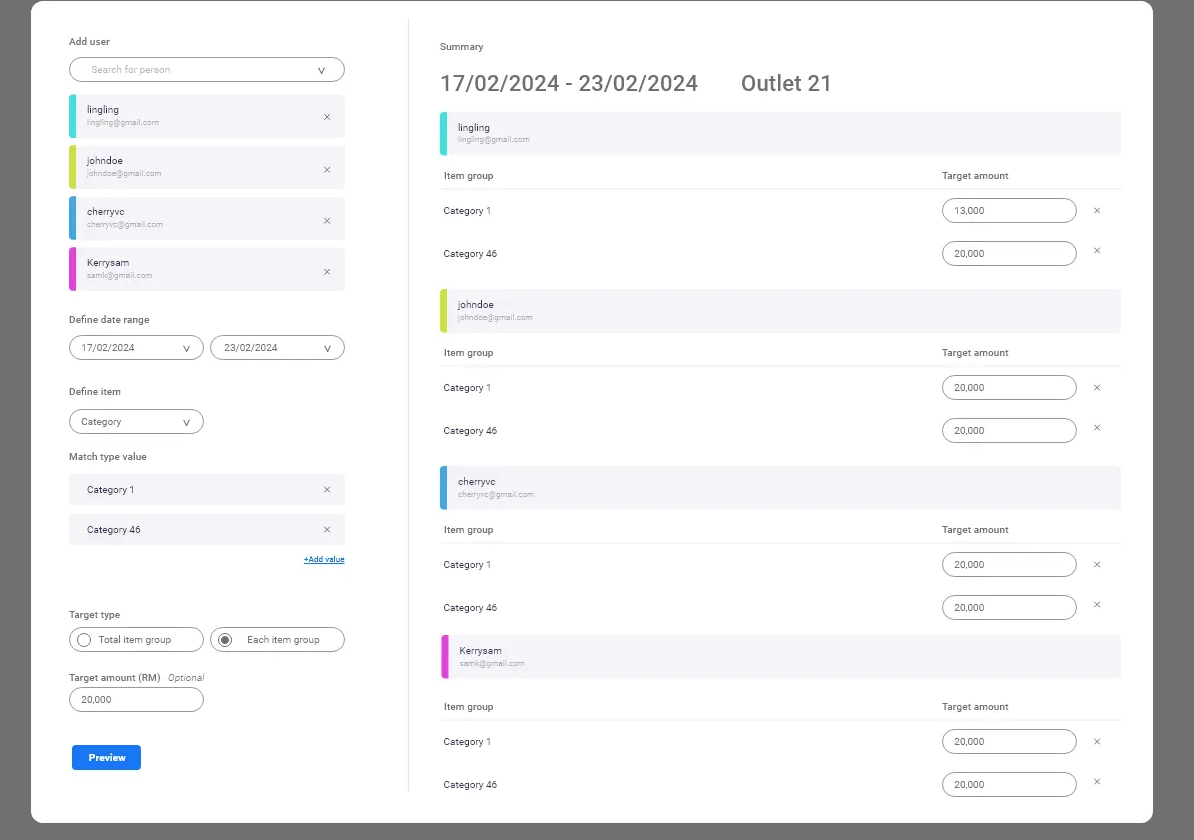 Add user
Search for person
lingling
lingling@gmail.com
johndoe
johndoe@gmail.com
cherryvc
cherryvc@gmail.com
Kerrysam
samk@gmail.com
Define date range
17/02/2024 23/02/2024
Define item
Category
Match type value
Category 1
Category 46
+Add value
Target type
Total item group Each item group
Target amount (RM) Optional
20,000
Preview
Summary
17/02/2024 - 23/02/2024 Outlet 21
lingling
lingling@gmail.com
Item group Target amount
Category 1 13,000
Category 46 20,000
johndoe
johndoe@gmail.com
Item group Target amount
Category 1 20,000
Category 46 20,000
cherryvc
cherryvc@gmail.com
Item group Target amount
Category 1 20,000
Category 46 20,000
Kerrysam
samk@gmail.com
Item group Target amount
Category 1 20,000
Category 46 20,000